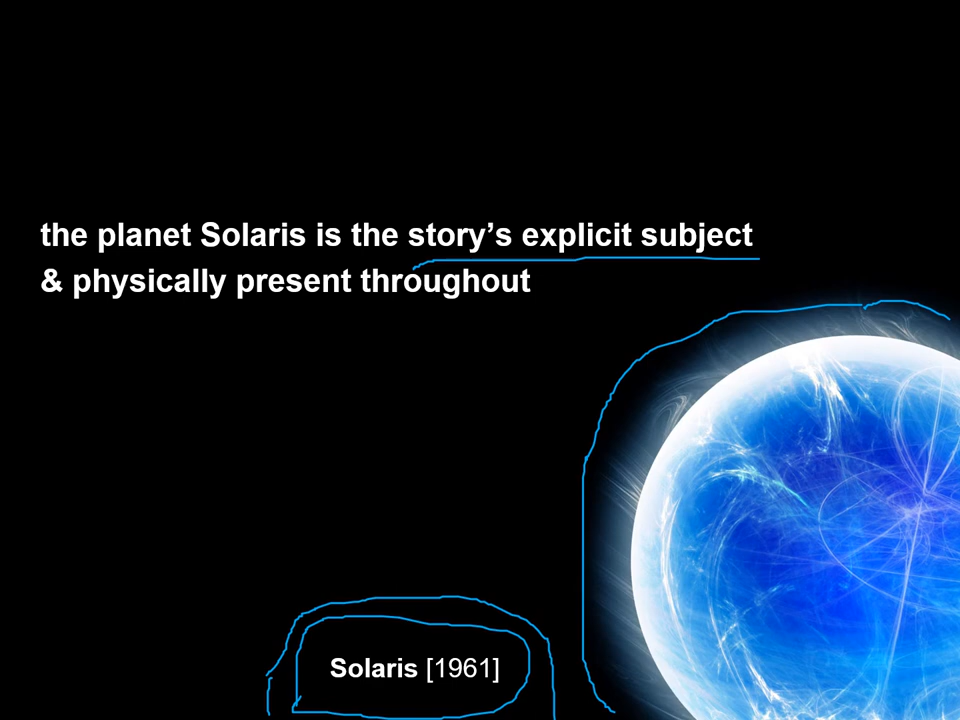 the planet Solaris is the story’s explicit subject
& physically present throughout
Solaris [1961]